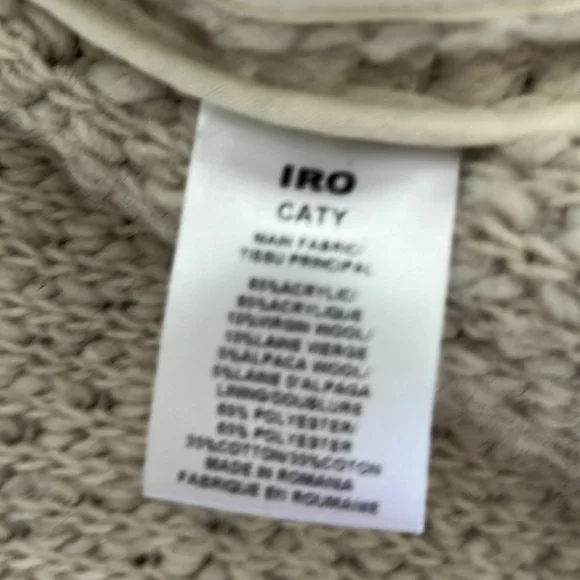 IRO
CATY
MAIN FABRIC/
TISSU PRINCIPAL
85%ACRYLIC/
85%ACRYLIQUE
10%VIRGIN WOOL/
10%LAINE VIERGE
5%ALPACA WOOL/
5%LAINE D'ALPAGA
LINING/DOUBLURE
65% POLYESTER/
65% POLYESTER
35%COTTON/35%COTON
MADE IN ROMANIA
FABRIQUE EN ROUMANIE